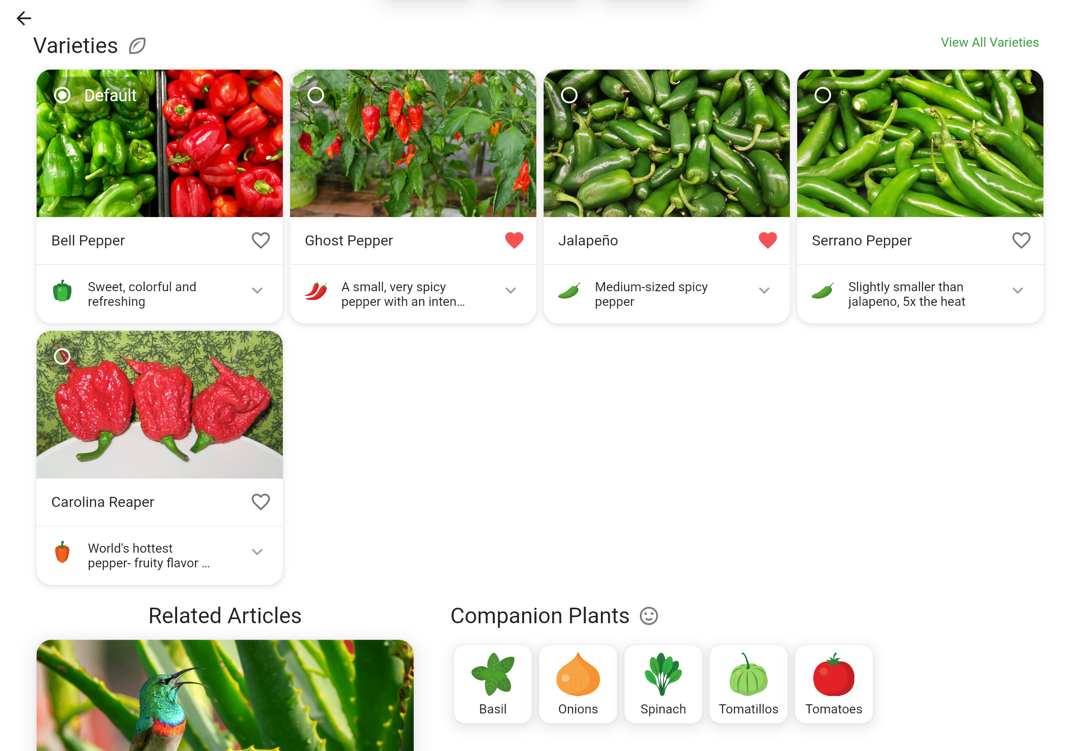 Varieties
View All Varieties
Default
Bell Pepper
Ghost Pepper
Jalapeño
Serrano Pepper
Sweet, colorful and
refreshing
A small, very spicy
pepper with an inten...
Medium-sized spicy
pepper
Slightly smaller than
jalapeno, 5x the heat
Carolina Reaper
World's hottest
pepper- fruity flavor ...
Related Articles
Companion Plants
Basil
Onions
Spinach
Tomatillos
Tomatoes